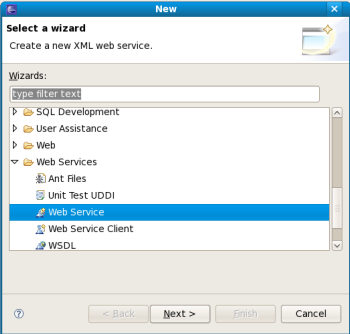 New
Select a wizard
Create a new XML web service.
Wizards:
type filter text
SQL Development
User Assistance
Web
Web Services
Ant Files
Unit Test UDDI
Web Service
Web Service Client
WSDL
?
< Back
Next >
Finish
Cancel